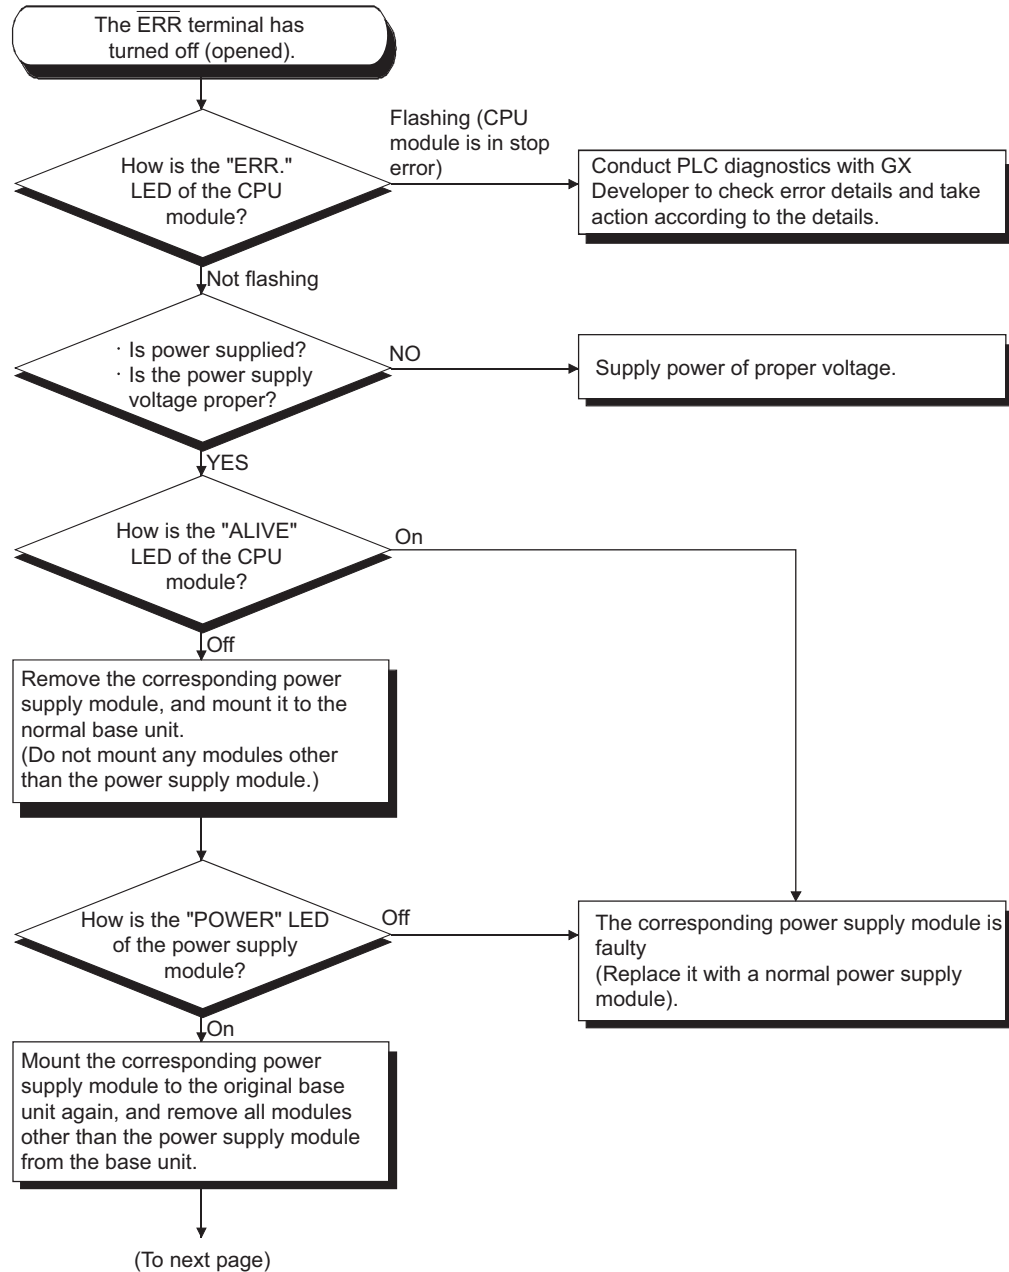 The ERR terminal has
turned off (opened).
Flashing (CPU
module is in stop
error)
How is the "ERR."
LED of the CPU
module?
Conduct PLC diagnostics with GX
Developer to check error details and take
action according to the details.
Not flashing
· Is power supplied?
· Is the power supply
voltage proper?
NO
Supply power of proper voltage.
YES
How is the "ALIVE"
LED of the CPU
module?
On
Off
Remove the corresponding power
supply module, and mount it to the
normal base unit.
(Do not mount any modules other
than the power supply module.)
How is the "POWER" LED
of the power supply
module?
Off
The corresponding power supply module is
faulty
(Replace it with a normal power supply
module).
On
Mount the corresponding power
supply module to the original base
unit again, and remove all modules
other than the power supply module
from the base unit.
(To next page)